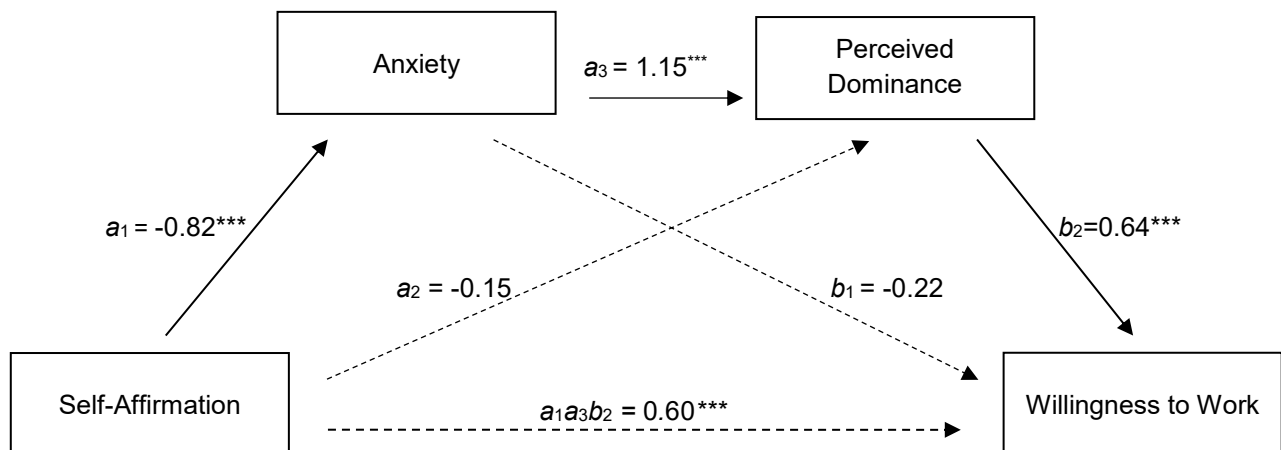 Anxiety
a3 = 1.15***
Perceived
Dominance
a1 = -0.82***
b2=0.64***
a2 = -0.15
b1 = -0.22
Self-Affirmation
a1a3b2 = 0.60***
Willingness to Work